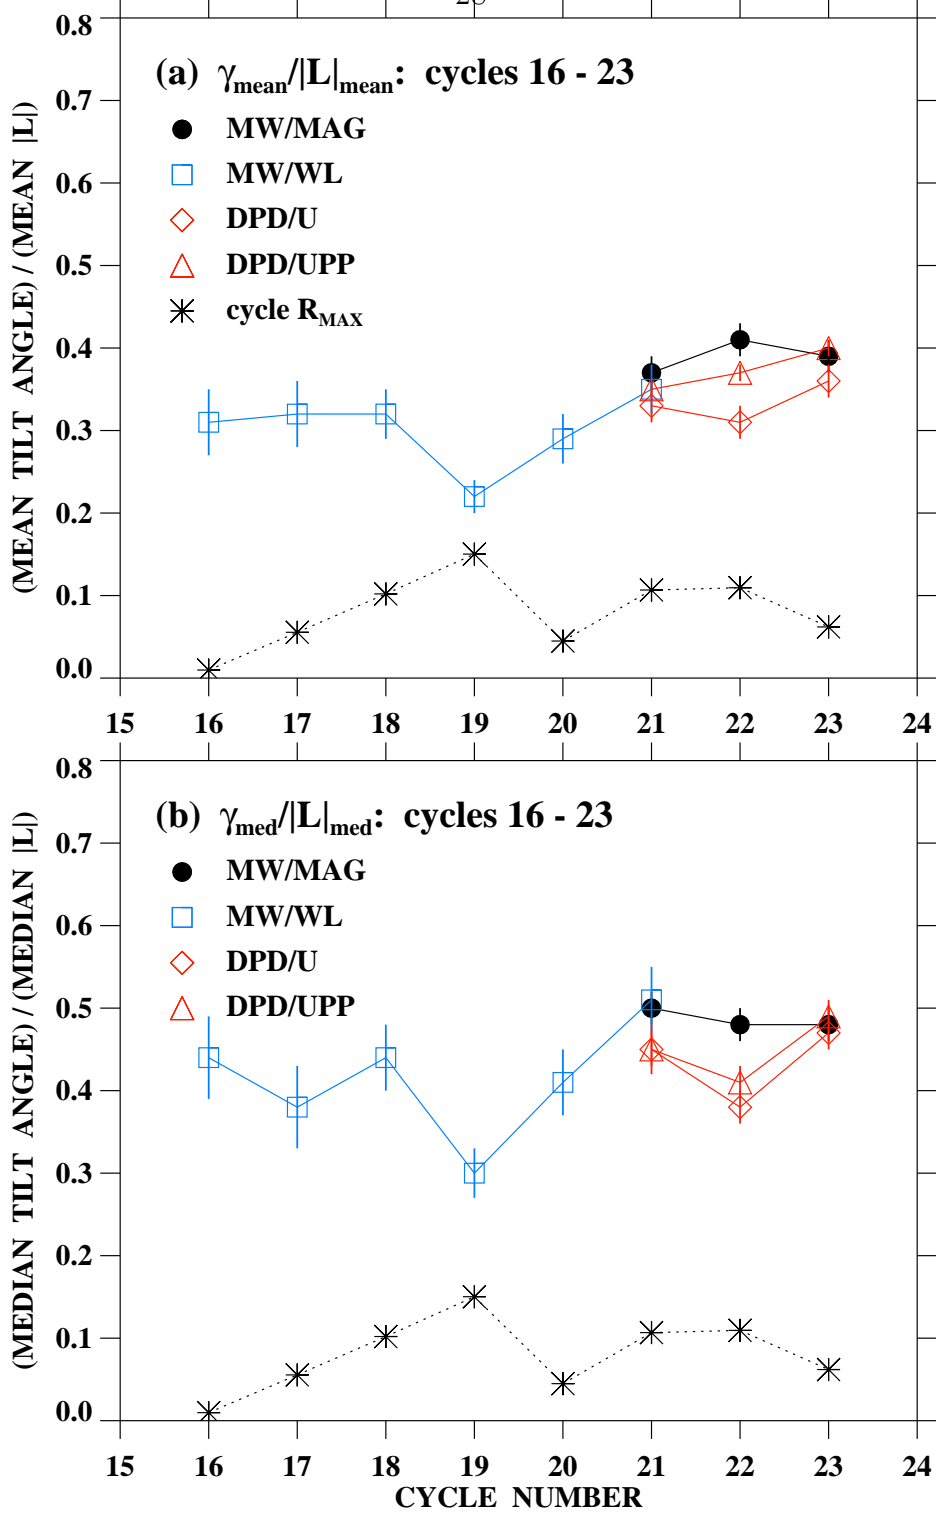 0.8
(a) γmean/|L|mean: cycles 16 - 23
0.7
MW/MAG
MW/WL
0.6
DPD/U
DPD/UPP
0.5
cycle RMAX
0.4
0.3
0.2
0.1
0.0
(MEAN TILT ANGLE) / (MEAN |L|)
15 16 17 18 19 20 21 22 23 24
0.8
(b) γmed/|L|med: cycles 16 - 23
0.7
MW/MAG
MW/WL
0.6
DPD/U
DPD/UPP
0.5
0.4
0.3
0.2
0.1
0.0
(MEDIAN TILT ANGLE) / (MEDIAN |L|)
15 16 17 18 19 20 21 22 23 24
CYCLE NUMBER